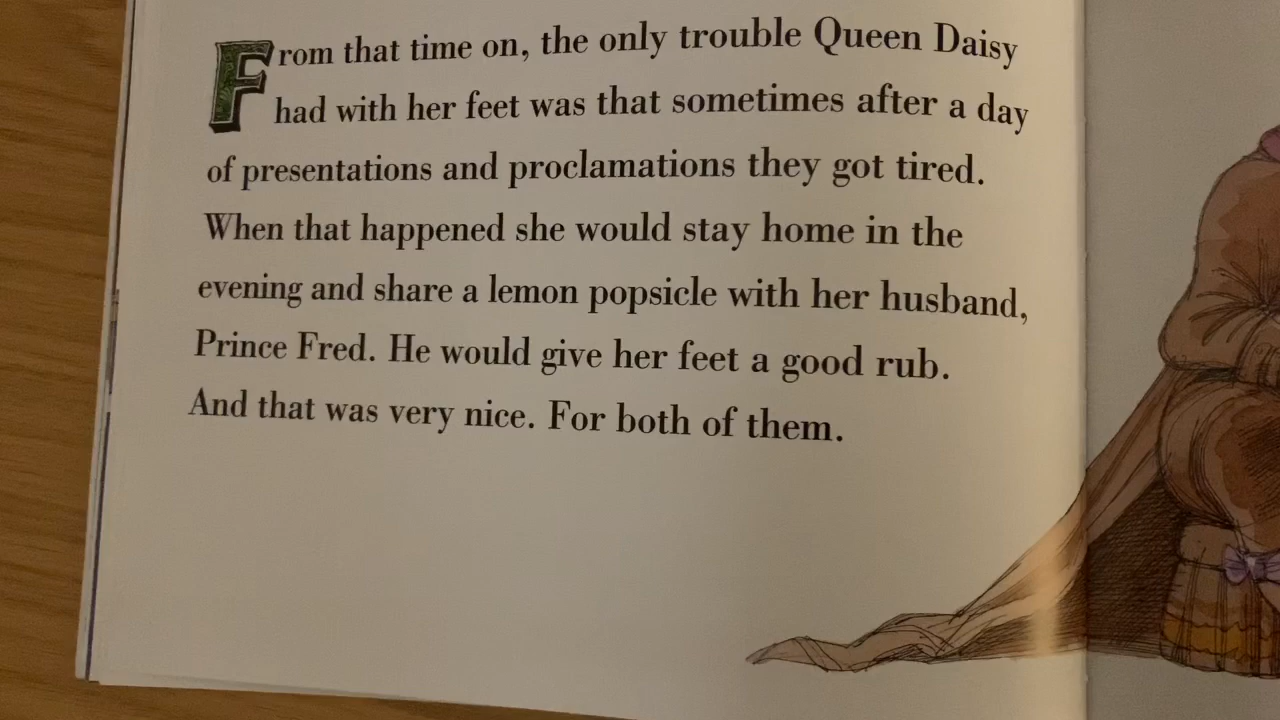 From that time on, the only trouble Queen Daisy
had with her feet was that sometimes after a day
of presentations and proclamations they got tired.
When that happened she would stay home in the
evening and share a lemon popsicle with her husband,
Prince Fred. He would give her feet a good rub.
And that was very nice. For both of them.